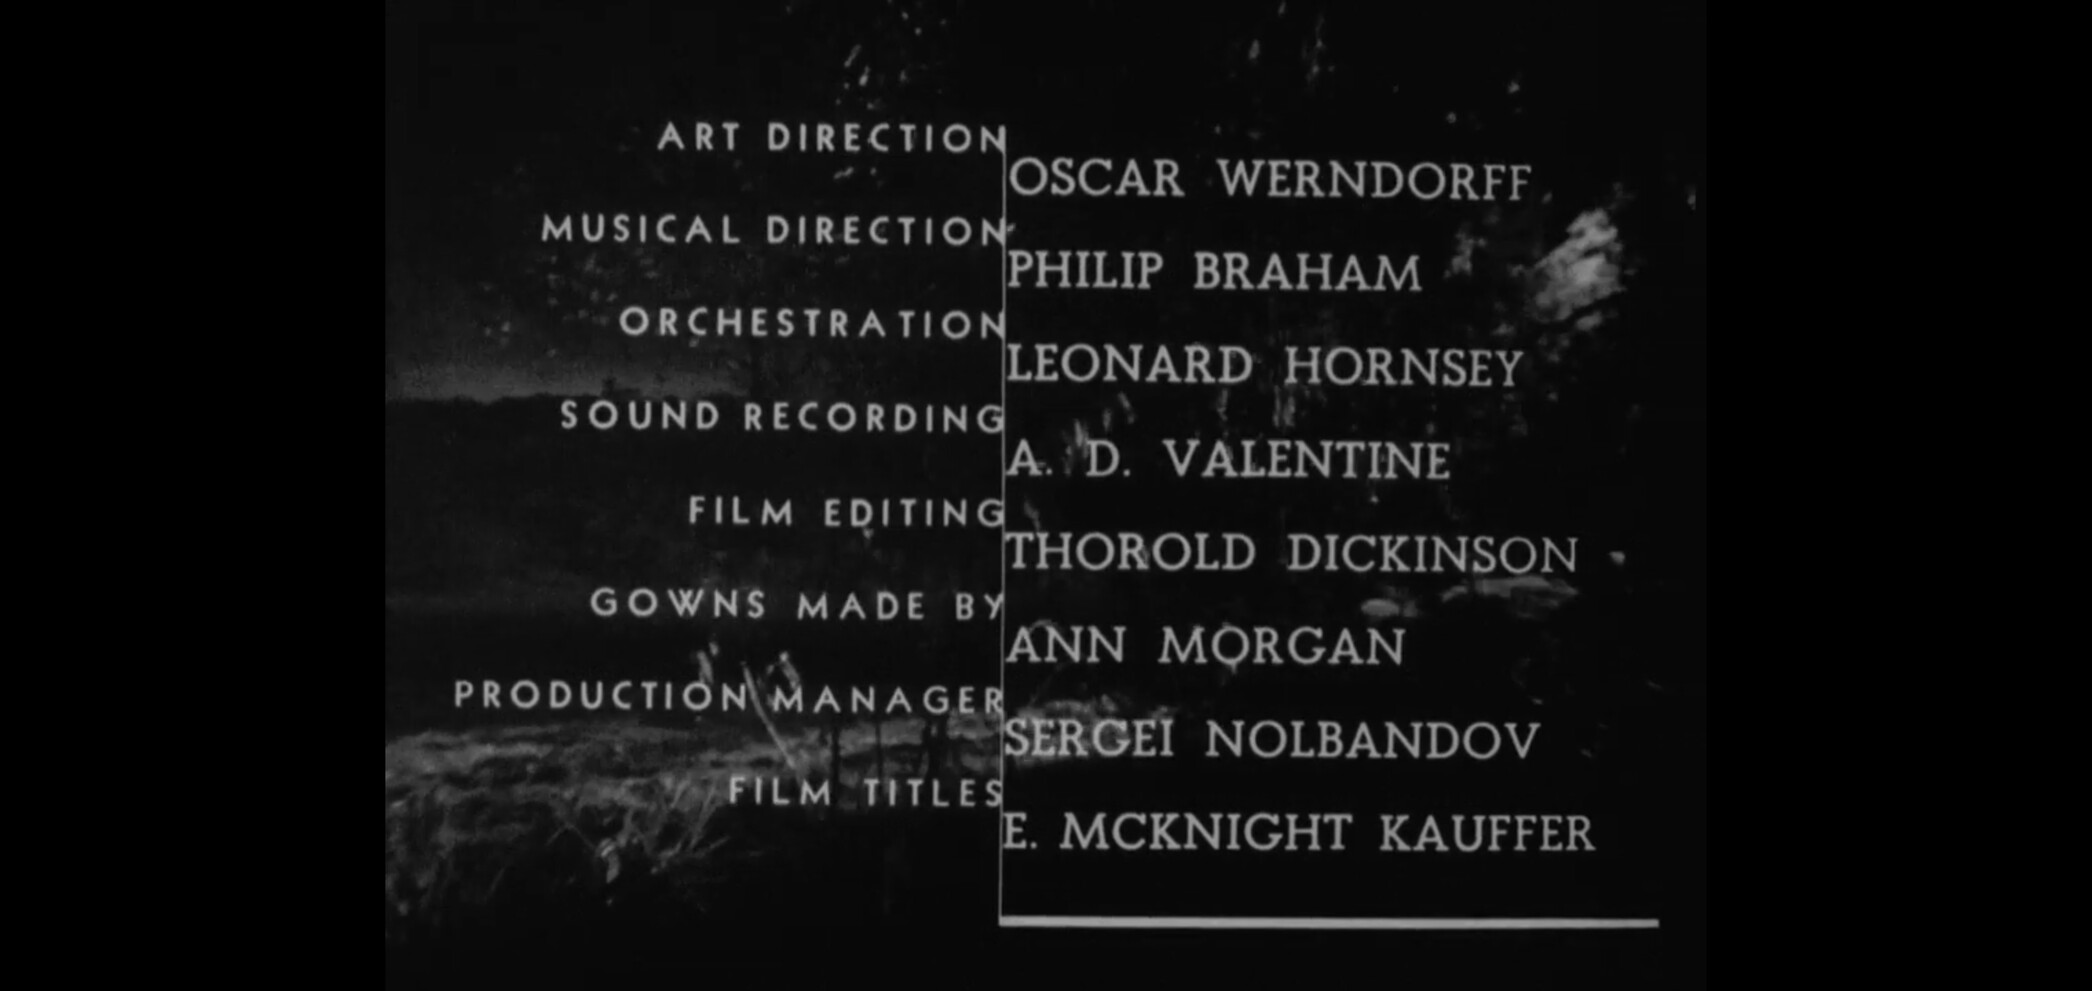 ART DIRECTION
OSCAR WERNDORFF
MUSICAL DIRECTION
PHILIP BRAHAM
ORCHESTRATION
LEONARD HORNSEY
SOUND RECORDING
A. D. VALENTINE
FILM EDITING
THOROLD DICKINSON
GOWNS MADE BY
ANN MORGAN
PRODUCTION MANAGER
SERGEI NOLBANDOV
FILM TITLES
E. MCKNIGHT KAUFFER